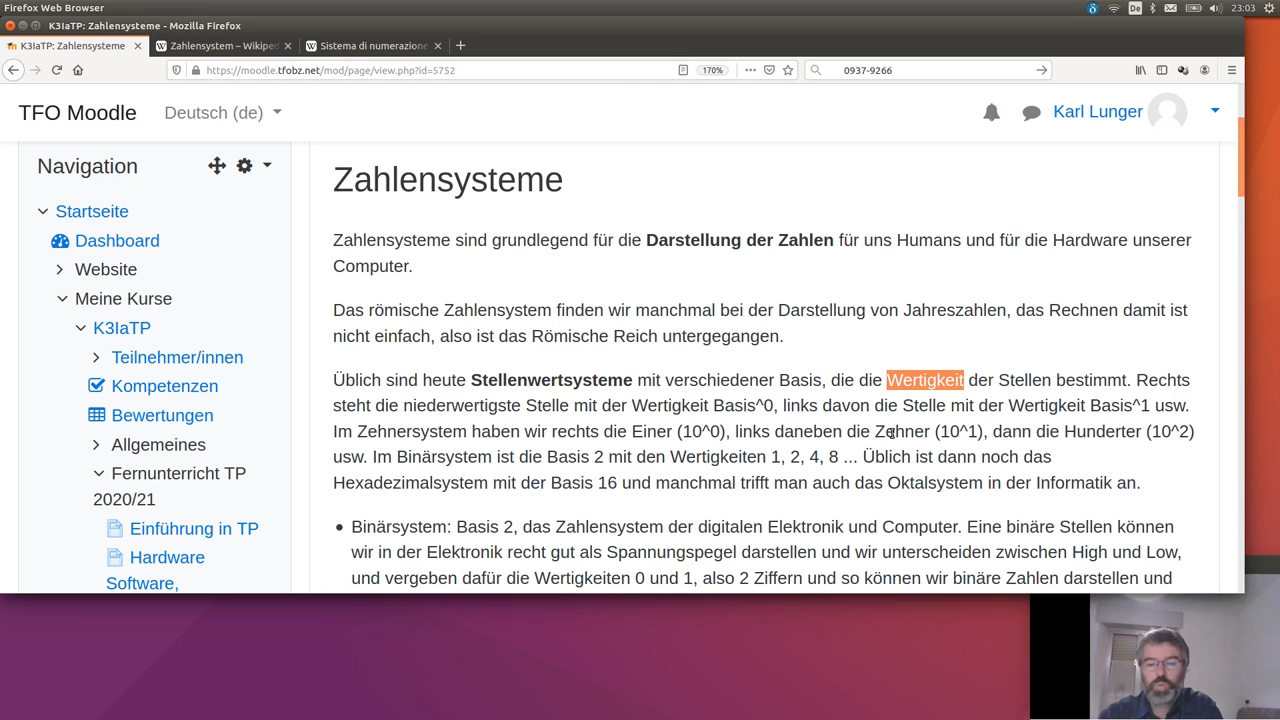 Firefox Web Browser
De
23:03
K3IaTP: Zahlensysteme - Mozilla Firefox
K3IaTP: Zahlensysteme
Zahlensystem – Wikiped
Sistema di numerazione
https://moodle.tfobz.net/mod/page/view.php?id=5752
170%
0937-9266
TFO Moodle
Deutsch (de)
Karl Lunger
Navigation
Startseite
Dashboard
Website
Meine Kurse
K3IaTP
Teilnehmer/innen
Kompetenzen
Bewertungen
Allgemeines
Fernunterricht TP
2020/21
Einführung in TP
Hardware
Software,
Zahlensysteme
Zahlensysteme sind grundlegend für die Darstellung der Zahlen für uns Humans und für die Hardware unserer
Computer.
Das römische Zahlensystem finden wir manchmal bei der Darstellung von Jahreszahlen, das Rechnen damit ist
nicht einfach, also ist das Römische Reich untergegangen.
Üblich sind heute Stellenwertsysteme mit verschiedener Basis, die die Wertigkeit der Stellen bestimmt. Rechts
steht die niederwertigste Stelle mit der Wertigkeit Basis^0, links davon die Stelle mit der Wertigkeit Basis^1 usw.
Im Zehnersystem haben wir rechts die Einer (10^0), links daneben die Zehner (10^1), dann die Hunderter (10^2)
usw. Im Binärsystem ist die Basis 2 mit den Wertigkeiten 1, 2, 4, 8 ... Üblich ist dann noch das
Hexadezimalsystem mit der Basis 16 und manchmal trifft man auch das Oktalsystem in der Informatik an.
• Binärsystem: Basis 2, das Zahlensystem der digitalen Elektronik und Computer. Eine binäre Stellen können
wir in der Elektronik recht gut als Spannungspegel darstellen und wir unterscheiden zwischen High und Low,
und vergeben dafür die Wertigkeiten 0 und 1, also 2 Ziffern und so können wir binäre Zahlen darstellen und